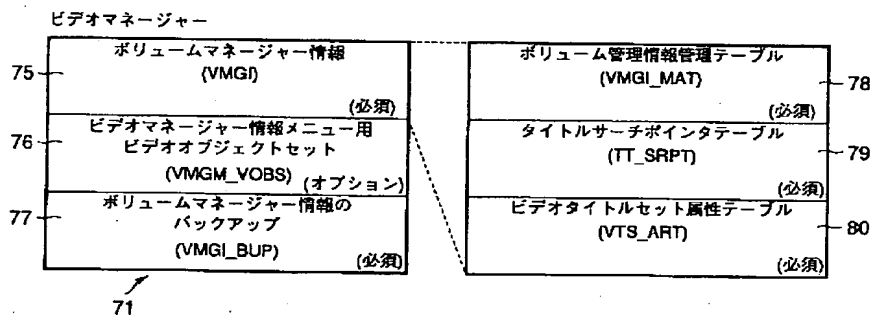 ビデオマネージャー
75
ボリュームマネージャー情報
(VMGI)
(必須)
76
ビデオマネージャー情報メニュー用
ビデオオブジェクトセット
(VMGM_VOBS)
(オプション)
77
ボリュームマネージャー情報の
バックアップ
(VMGI_BUP)
(必須)
71
ボリューム管理情報管理テーブル
(VMGI_MAT)
(必須)
78
タイトルサーチポインタテーブル
(TT_SRPT)
(必須)
79
ビデオタイトルセット属性テーブル
(VTS_ART)
(必須)
80